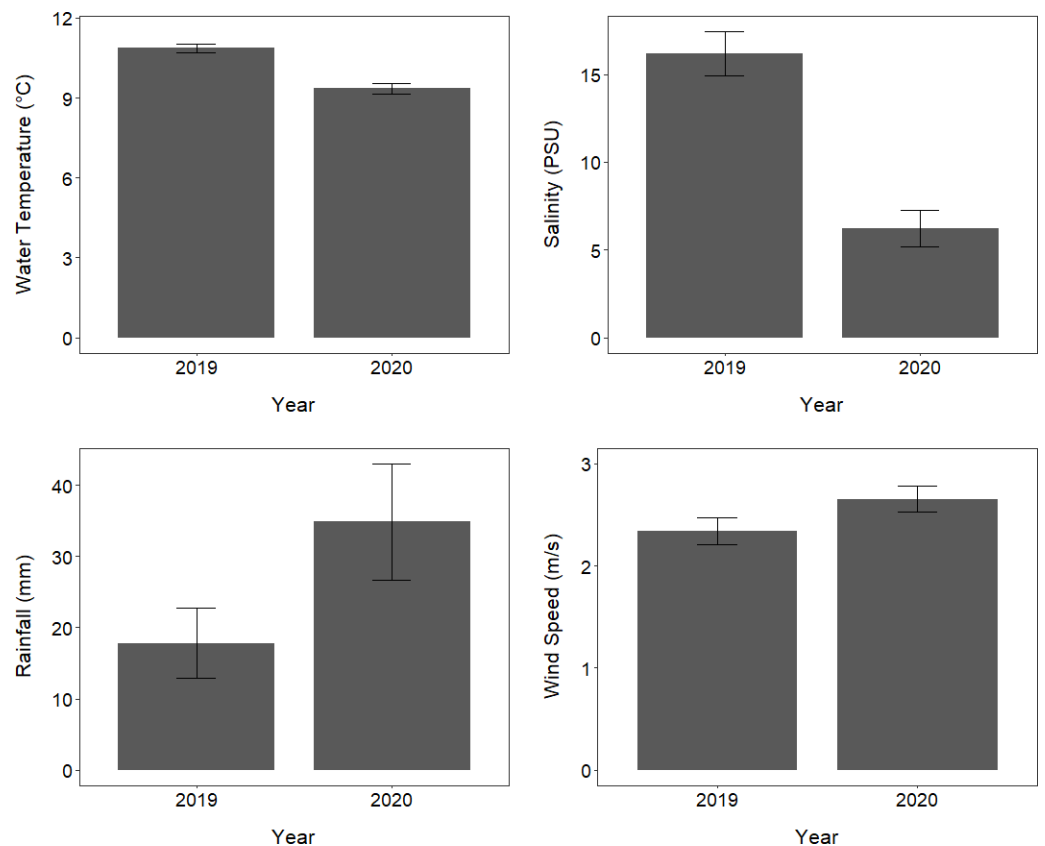 Water Temperature (°C)
12
9
6
3
0
2019 2020
Year
Salinity (PSU)
15
10
5
0
2019 2020
Year
Rainfall (mm)
40
30
20
10
0
2019 2020
Year
Wind Speed (m/s)
3
2
1
0
2019 2020
Year